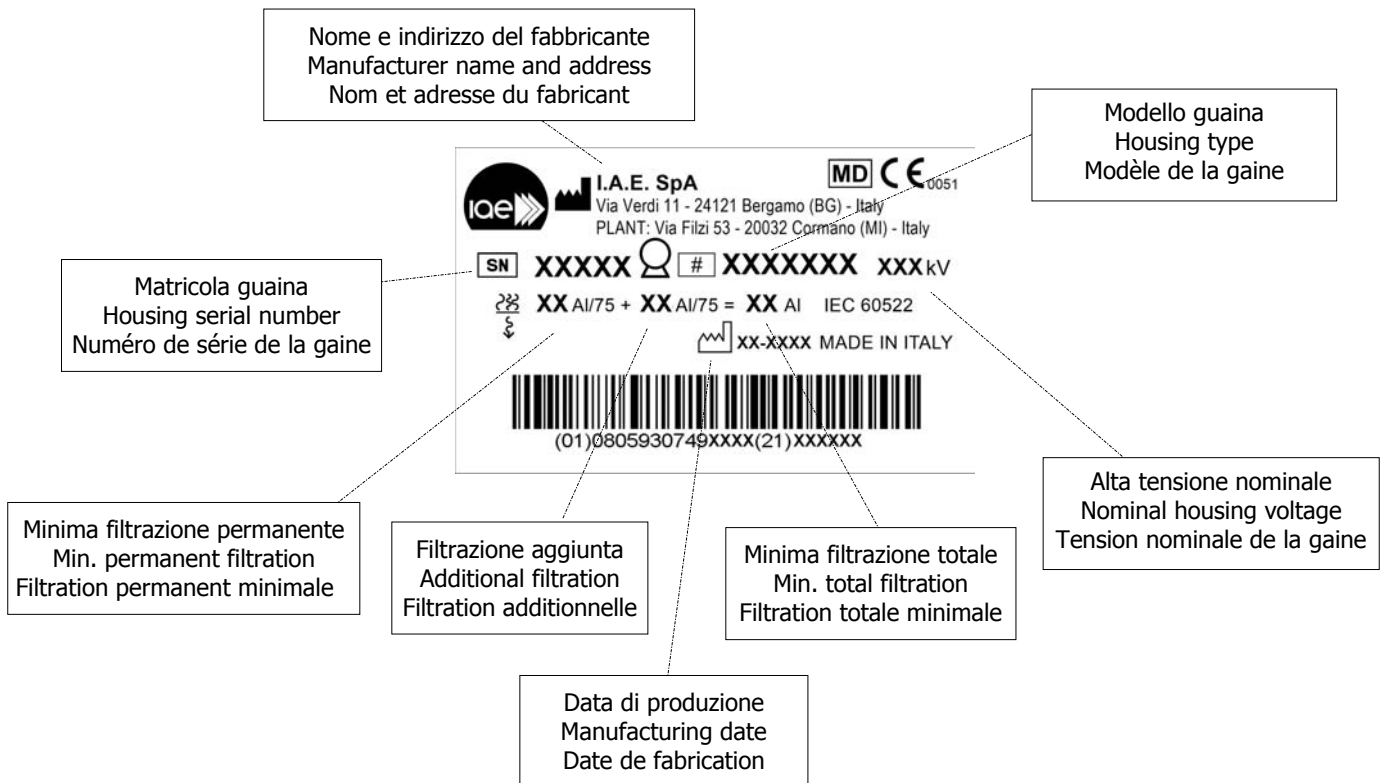 Nome e indirizzo del fabbricante
Manufacturer name and address
Nom et adresse du fabricant
Modello guaina
Housing type
Modèle de la gaine
iae
I.A.E. SpA
MD CE 0051
Via Verdi 11 - 24121 Bergamo (BG) - Italy
PLANT: Via Filzi 53 - 20032 Cormano (MI) - Italy
SN XXXXX # XXXXXXX XXX kV
XX Al/75 + XX Al/75 = XX Al IEC 60522
XX-XXXX MADE IN ITALY
(01)0805930749XXXX(21)XXXXXX
Matricola guaina
Housing serial number
Numéro de série de la gaine
Alta tensione nominale
Nominal housing voltage
Tension nominale de la gaine
Minima filtrazione permanente
Min. permanent filtration
Filtration permanent minimale
Filtrazione aggiunta
Additional filtration
Filtration additionnelle
Minima filtrazione totale
Min. total filtration
Filtration totale minimale
Data di produzione
Manufacturing date
Date de fabrication